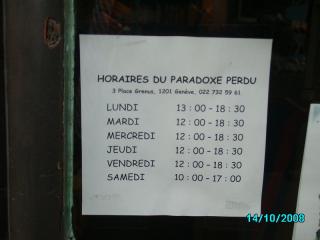 HORAIRES DU PARADOXE PERDU
3 Place Grenus, 1201 Genève, 022 732 59 61
LUNDI 13 : 00 - 18 : 30
MARDI 12 : 00 - 18 : 30
MERCREDI 12 : 00 - 18 : 30
JEUDI 12 : 00 - 18 : 30
VENDREDI 12 : 00 - 18 : 30
SAMEDI 10 : 00 - 17 : 00
14/10/2008